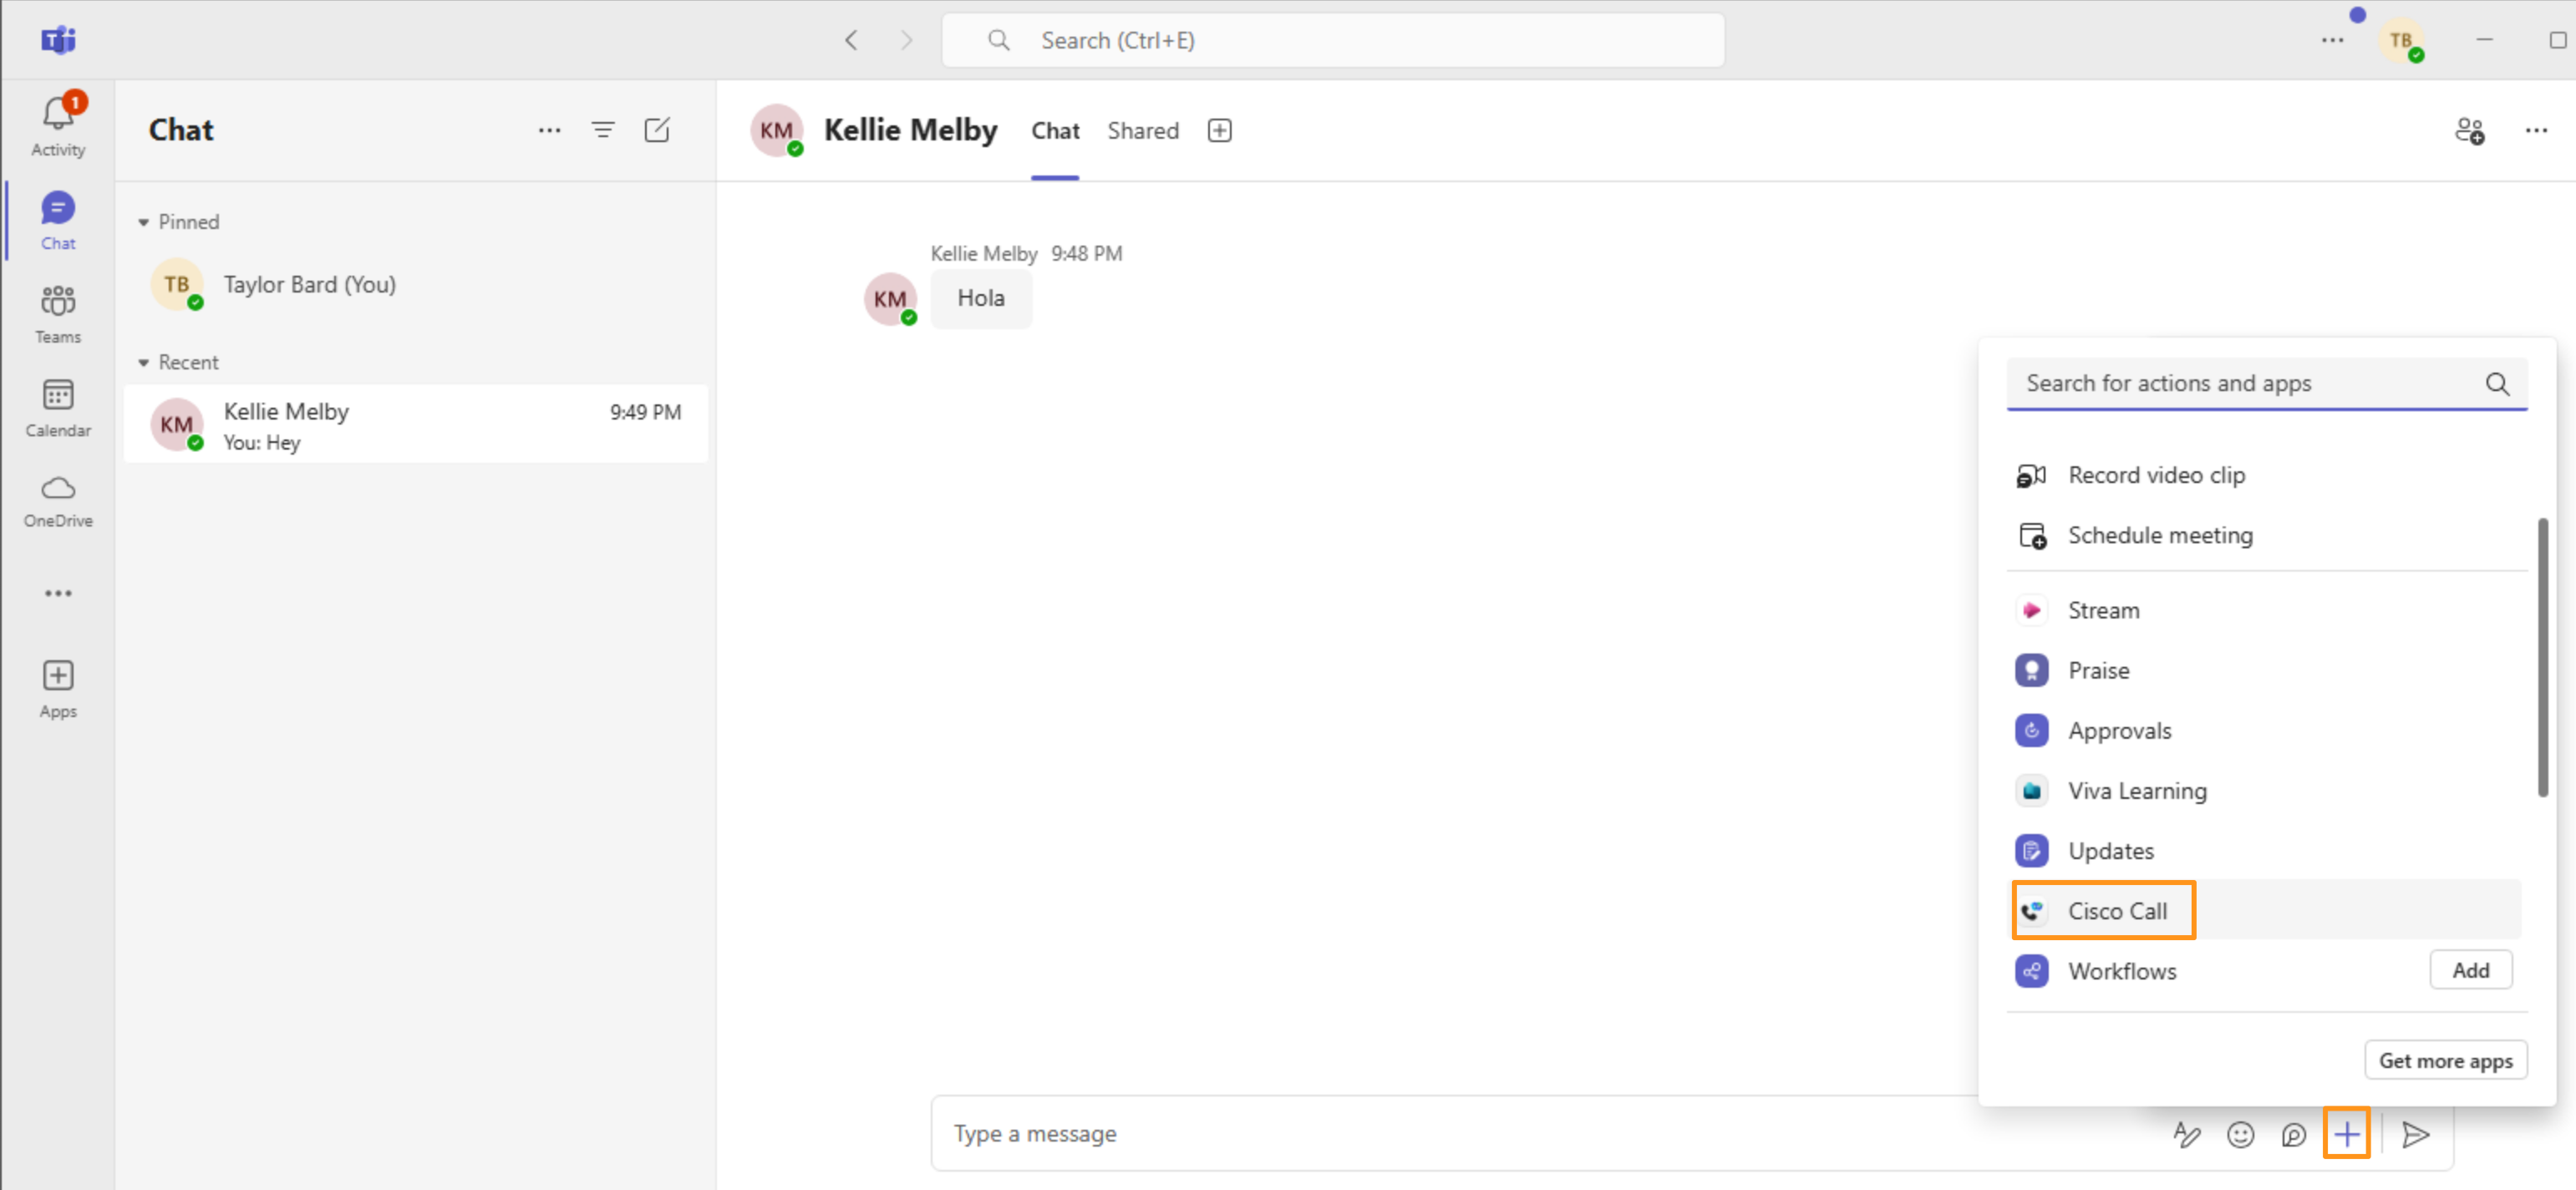 Search (Ctrl+E)
TB
1
Activity
Chat
Teams
Calendar
OneDrive
Apps
Chat
Pinned
TB
Taylor Bard (You)
Recent
KM
Kellie Melby
9:49 PM
You: Hey
KM
Kellie Melby
Chat
Shared
Kellie Melby 9:48 PM
KM
Hola
Search for actions and apps
Record video clip
Schedule meeting
Stream
Praise
Approvals
Viva Learning
Updates
Cisco Call
Workflows
Add
Get more apps
Type a message